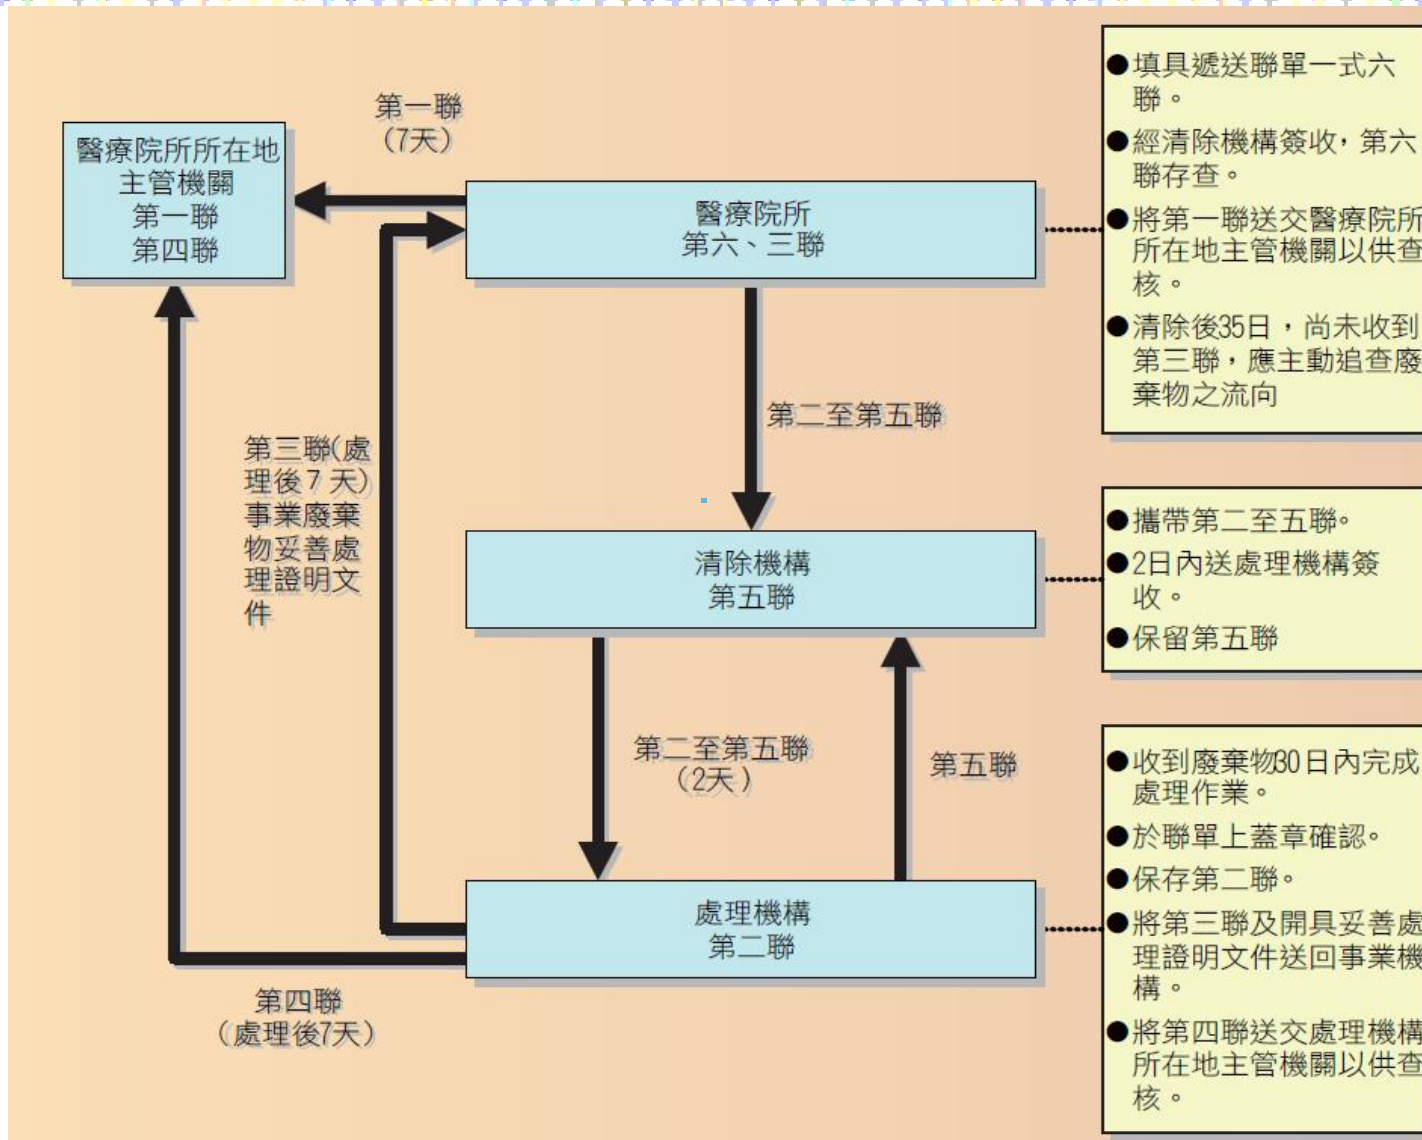 第一聯
（7天）
醫療院所所在地
主管機關
第一聯
第四聯
醫療院所
第六、三聯
第二至第五聯
第三聯(處
理後7 天)
事業廢棄
物妥善處
理證明文
件
清除機構
第五聯
第二至第五聯
（2天）
第五聯
處理機構
第二聯
第四聯
（處理後7天）
●填具遞送聯單一式六
聯。
●經清除機構簽收，第六
聯存查。
●將第一聯送交醫療院所
所在地主管機關以供查
核。
●清除後35日，尚未收到
第三聯，應主動追查廢
棄物之流向
●攜帶第二至五聯。
●2日內送處理機構簽
收。
●保留第五聯
●收到廢棄物30日內完成
處理作業。
●於聯單上蓋章確認。
●保存第二聯。
●將第三聯及開具妥善處
理證明文件送回事業機
構。
●將第四聯送交處理機構
所在地主管機關以供查
核。